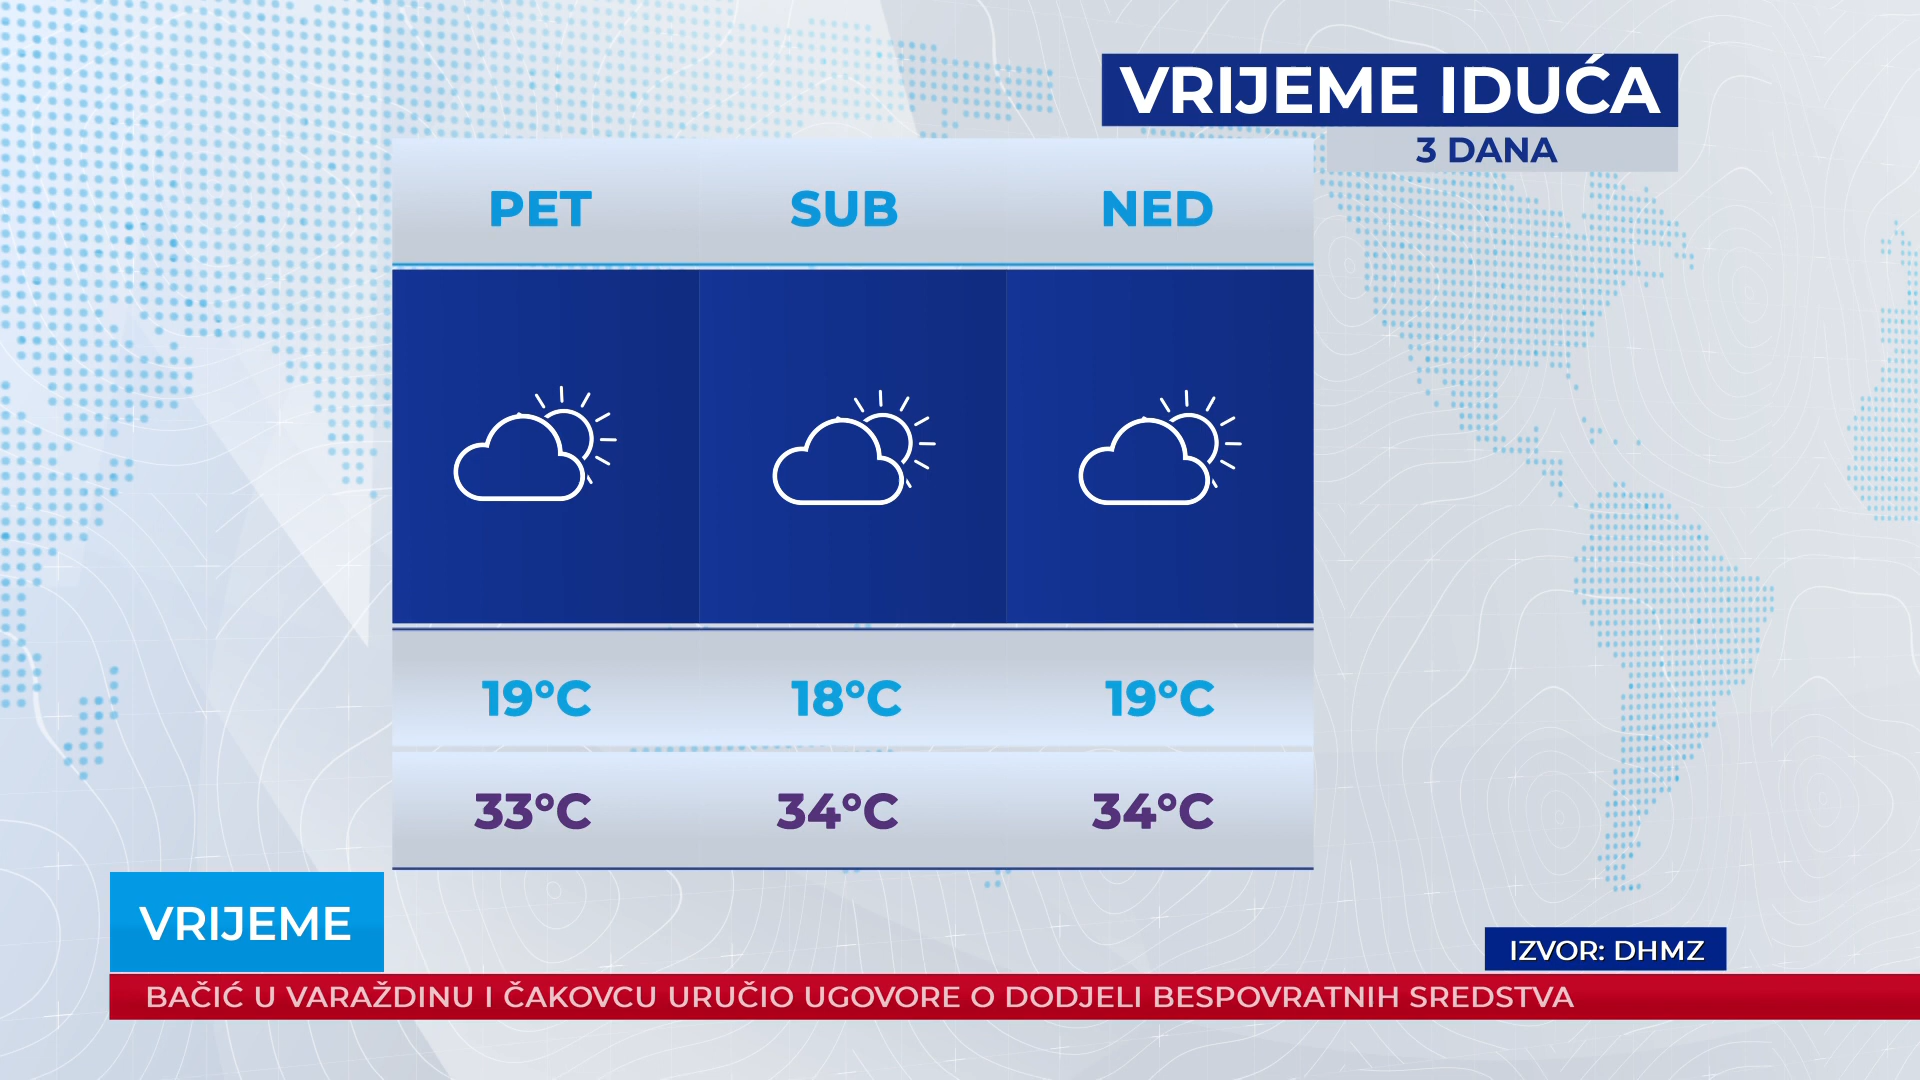 VRIJEME IDUĆA
3 DANA
PET SUB NED
19°C 18°C 19°C
33°C 34°C 34°C
VRIJEME
IZVOR: DHMZ
BAČIĆ U VARAŽDINU I ČAKOVCU URUČIO UGOVORE O DODJELI BESPOVRATNIH SREDSTVA